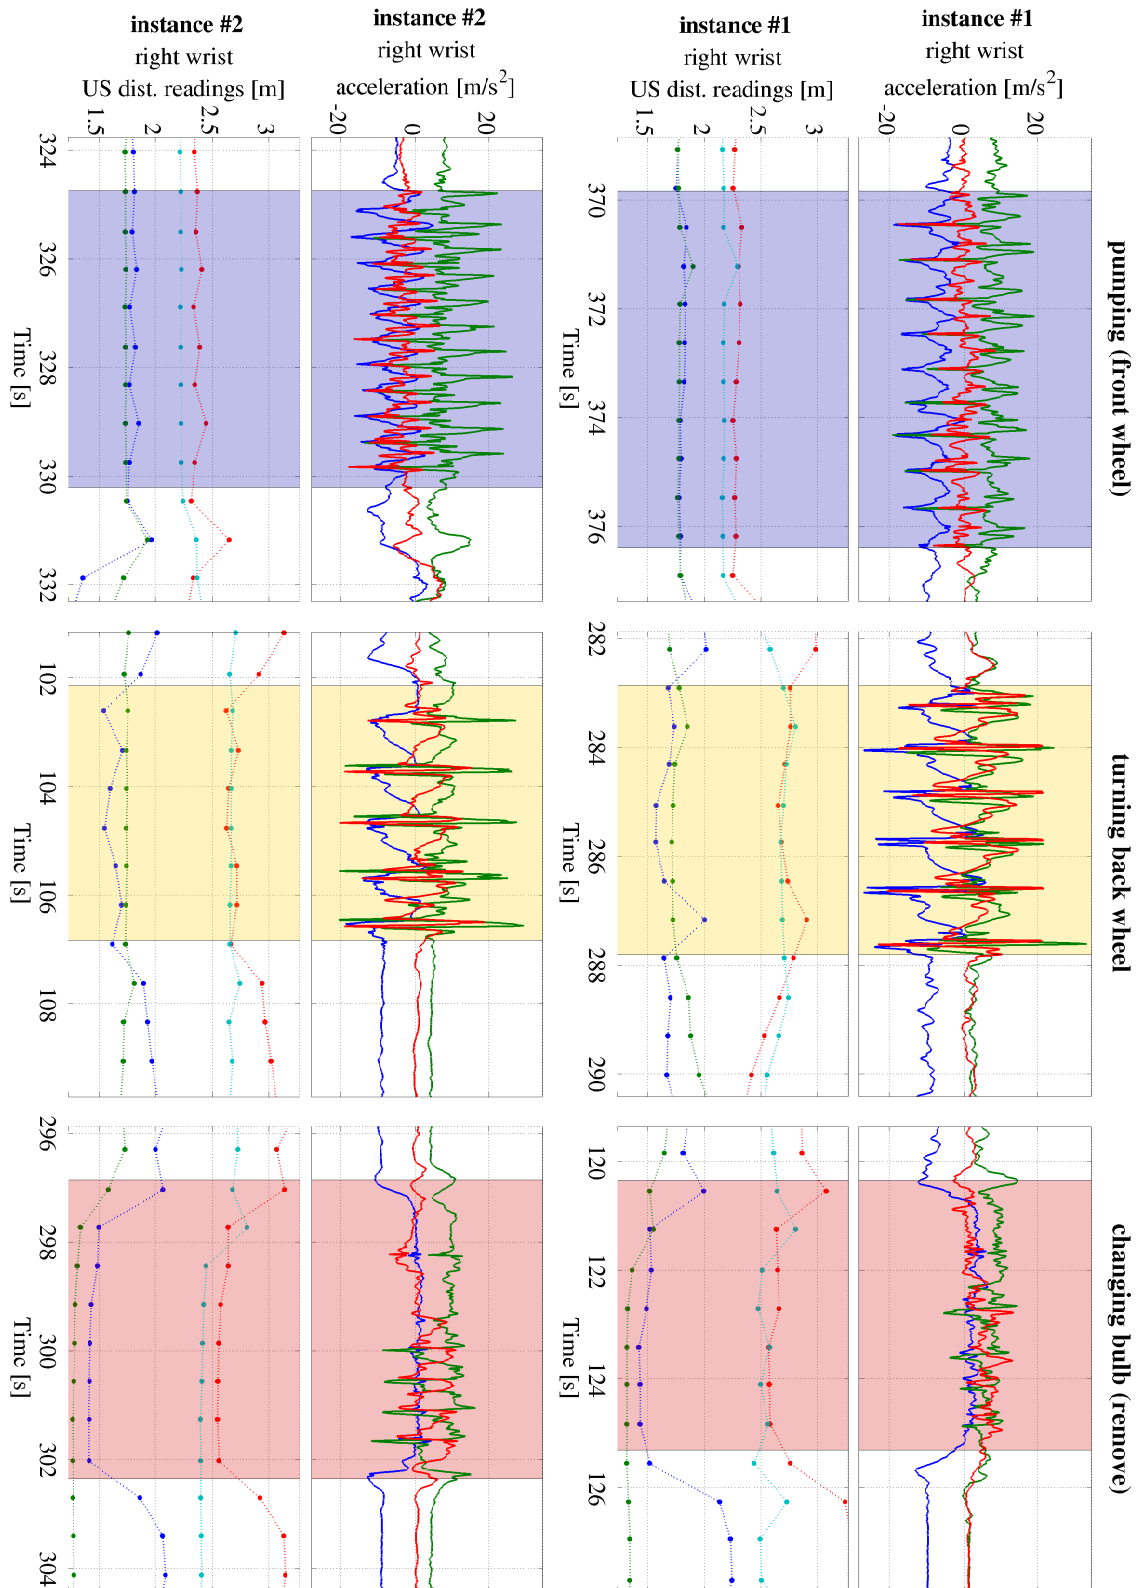 instance #2
right wrist
US dist. readings [m]
1.5
2
2.5
3
instance #2
right wrist
acceleration [m/s2]
-20
0
20
instance #1
right wrist
US dist. readings [m]
1.5
2
2.5
3
instance #1
right wrist
acceleration [m/s2]
-20
0
20
pumping (front wheel)
324
326
328
330
332
Time [s]
370
372
374
376
Time [s]
turning back wheel
102
104
106
108
Time [s]
282
284
286
288
290
Time [s]
changing bulb (remove)
296
298
300
302
304
Time [s]
120
122
124
126
Time [s]